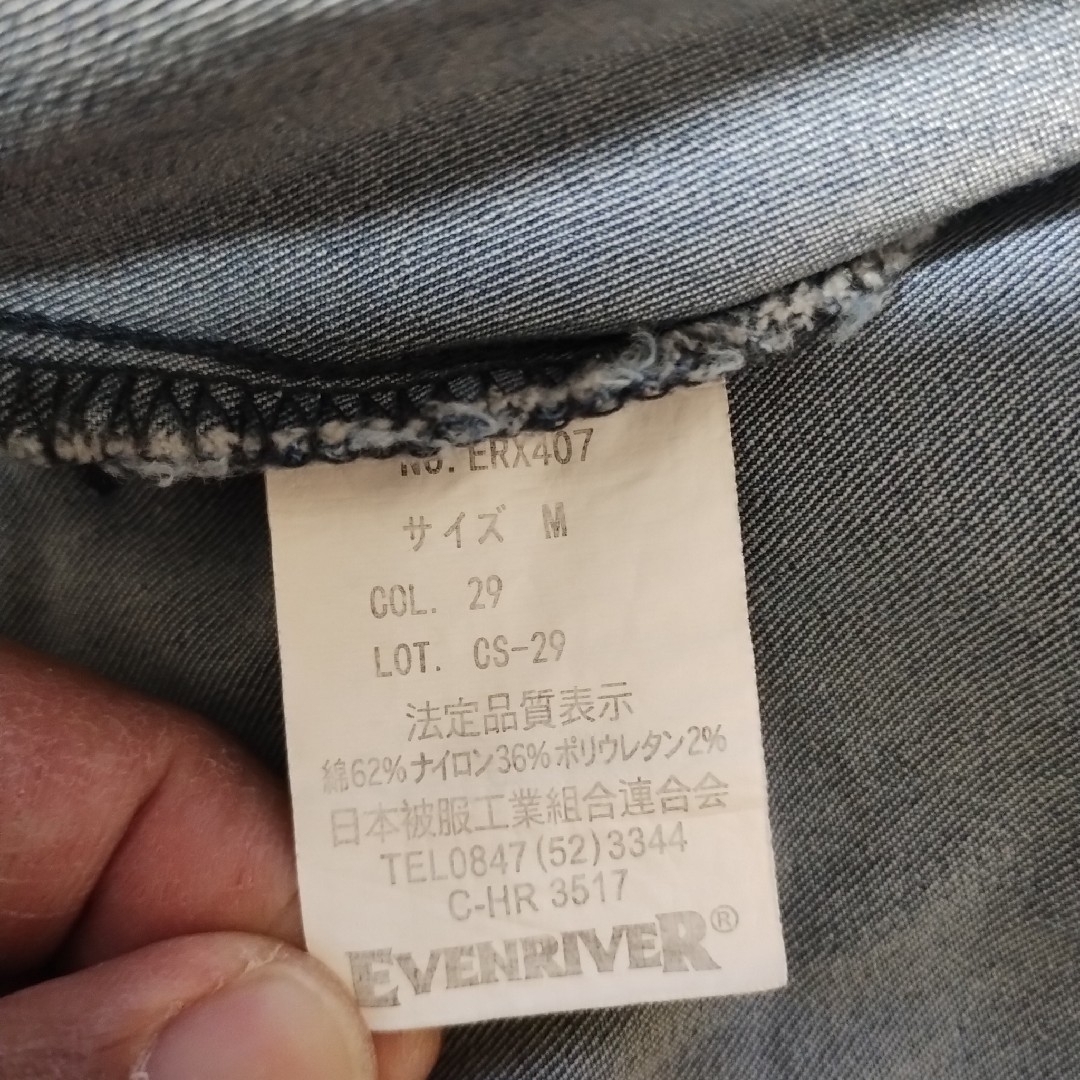 NO. ERX407
サイズ M
COL. 29
LOT. CS-29
法定品質表示
綿62%ナイロン36%ポリウレタン2%
日本被服工業組合連合会
TEL0847(52)3344
C-HR 3517
EVENRIVER®